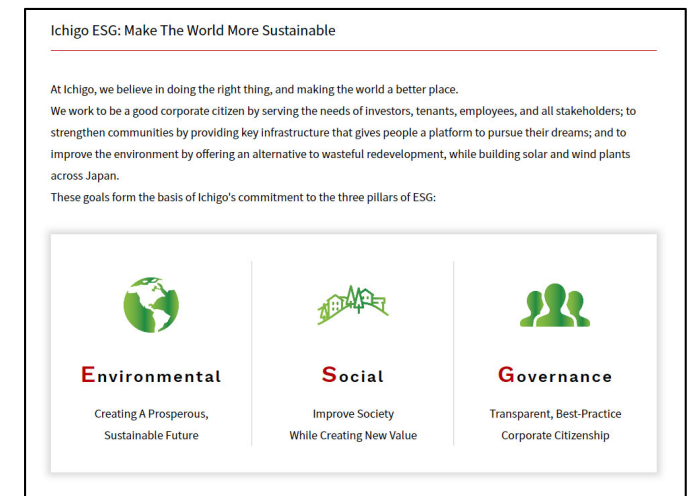 Ichigo ESG: Make The World More Sustainable
At Ichigo, we believe in doing the right thing, and making the world a better place.
We work to be a good corporate citizen by serving the needs of investors, tenants, employees, and all stakeholders; to
strengthen communities by providing key infrastructure that gives people a platform to pursue their dreams; and to
improve the environment by offering an alternative to wasteful redevelopment, while building solar and wind plants
across Japan.
These goals form the basis of Ichigo's commitment to the three pillars of ESG:
Environmental
Creating A Prosperous,
Sustainable Future
Social
Improve Society
While Creating New Value
Governance
Transparent, Best-Practice
Corporate Citizenship